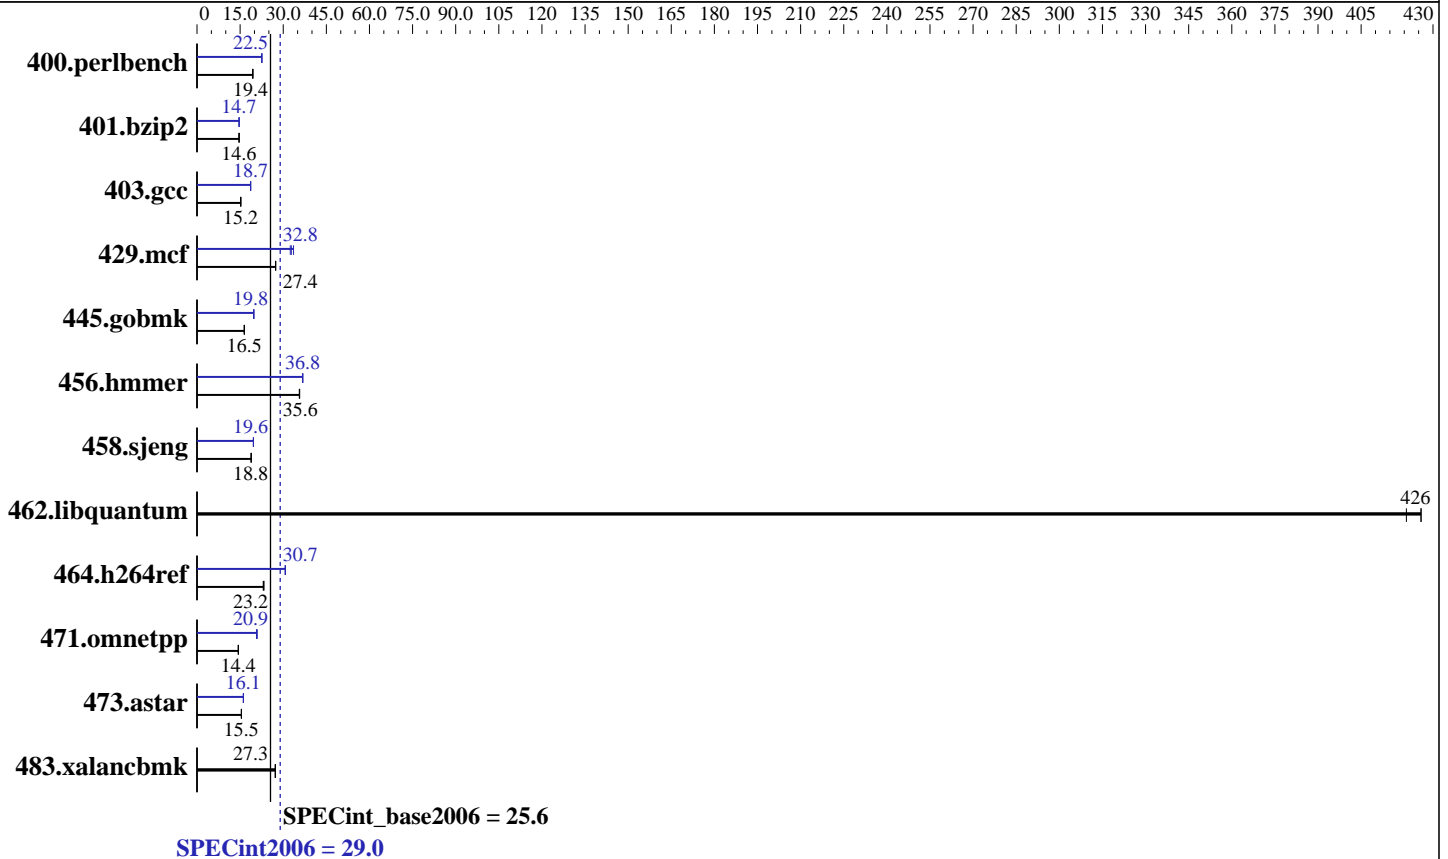 0 15.0 30.0 45.0 60.0 75.0 90.0 105 120 135 150 165 180 195 210 225 240 255 270 285 300 315 330 345 360 375 390 405 430
22.5
400.perlbench
19.4
14.7
401.bzip2
14.6
18.7
403.gcc
15.2
32.8
429.mcf
27.4
19.8
445.gobmk
16.5
36.8
456.hmmer
35.6
19.6
458.sjeng
18.8
426
462.libquantum
30.7
464.h264ref
23.2
20.9
471.omnetpp
14.4
16.1
473.astar
15.5
27.3
483.xalancbmk
SPECint_base2006 = 25.6
SPECint2006 = 29.0